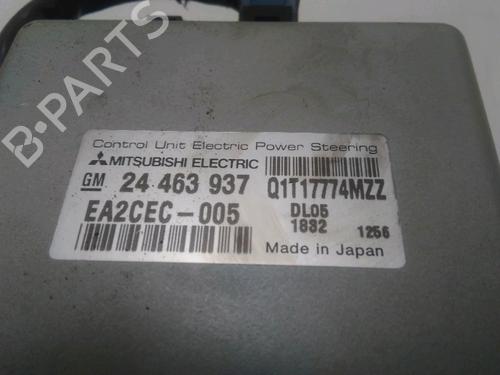 B-PARTS
Control Unit Electric Power Steering
MITSUBISHI ELECTRIC
GM 24 463 937 Q1T17774MZZ
EA2CEC-005 DL05
1832 1256
Made in Japan